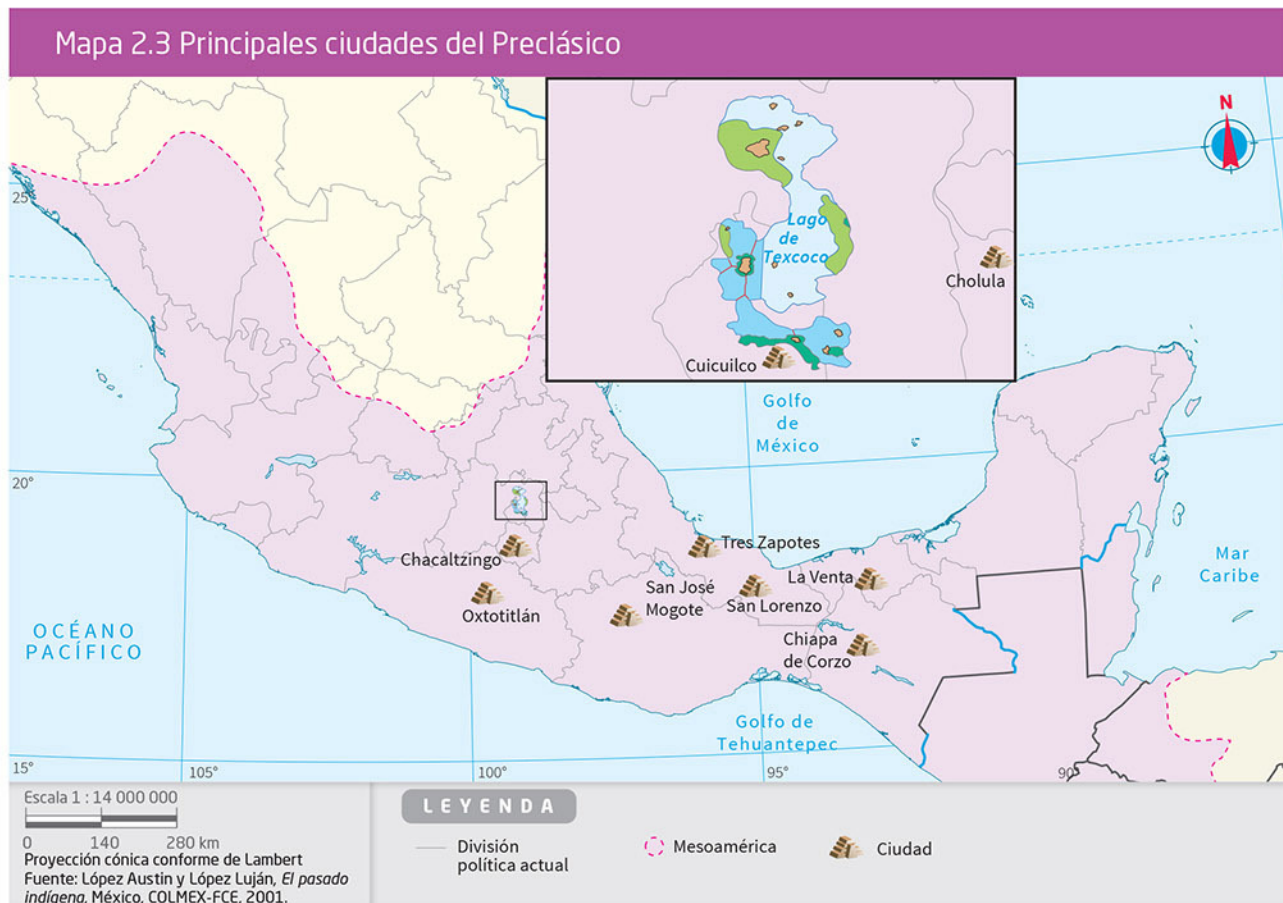 Mapa 2.3 Principales ciudades del Preclásico
N
25°
Lago
de
Texcoco
Cholula
Cuicuilco
Golfo
de
México
20°
Chacaltzingo
Tres Zapotes
Oxtotitlán
San José
Mogote
San Lorenzo
La Venta
Chiapa
de Corzo
Mar
Caribe
OCÉANO
PACÍFICO
Golfo de
Tehuantepec
15°
105°
100°
95°
90°
Escala 1 : 14 000 000
0 140 280 km
Proyección cónica conforme de Lambert
Fuente: López Austin y López Luján, El pasado
indígena, México, COLMEX-FCE, 2001.
LEYENDA
División
política actual
Mesoamérica
Ciudad